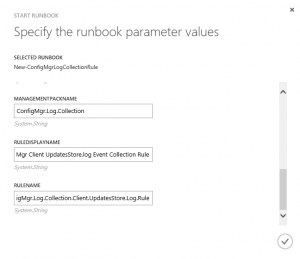 START RUNBOOK
Specify the runbook parameter values
SELECTED RUNBOOK
New-ConfigMgrLogCollectionRule
MANAGEMENTPACKNAME
ConfigMgr.Log.Collection
System.String
RULEDISPLAYNAME
Mgr Client UpdatesStore.log Event Collection Rule
System.String
RULENAME
igMgr.Log.Collection.Client.UpdatesStore.Log.Rule
System.String